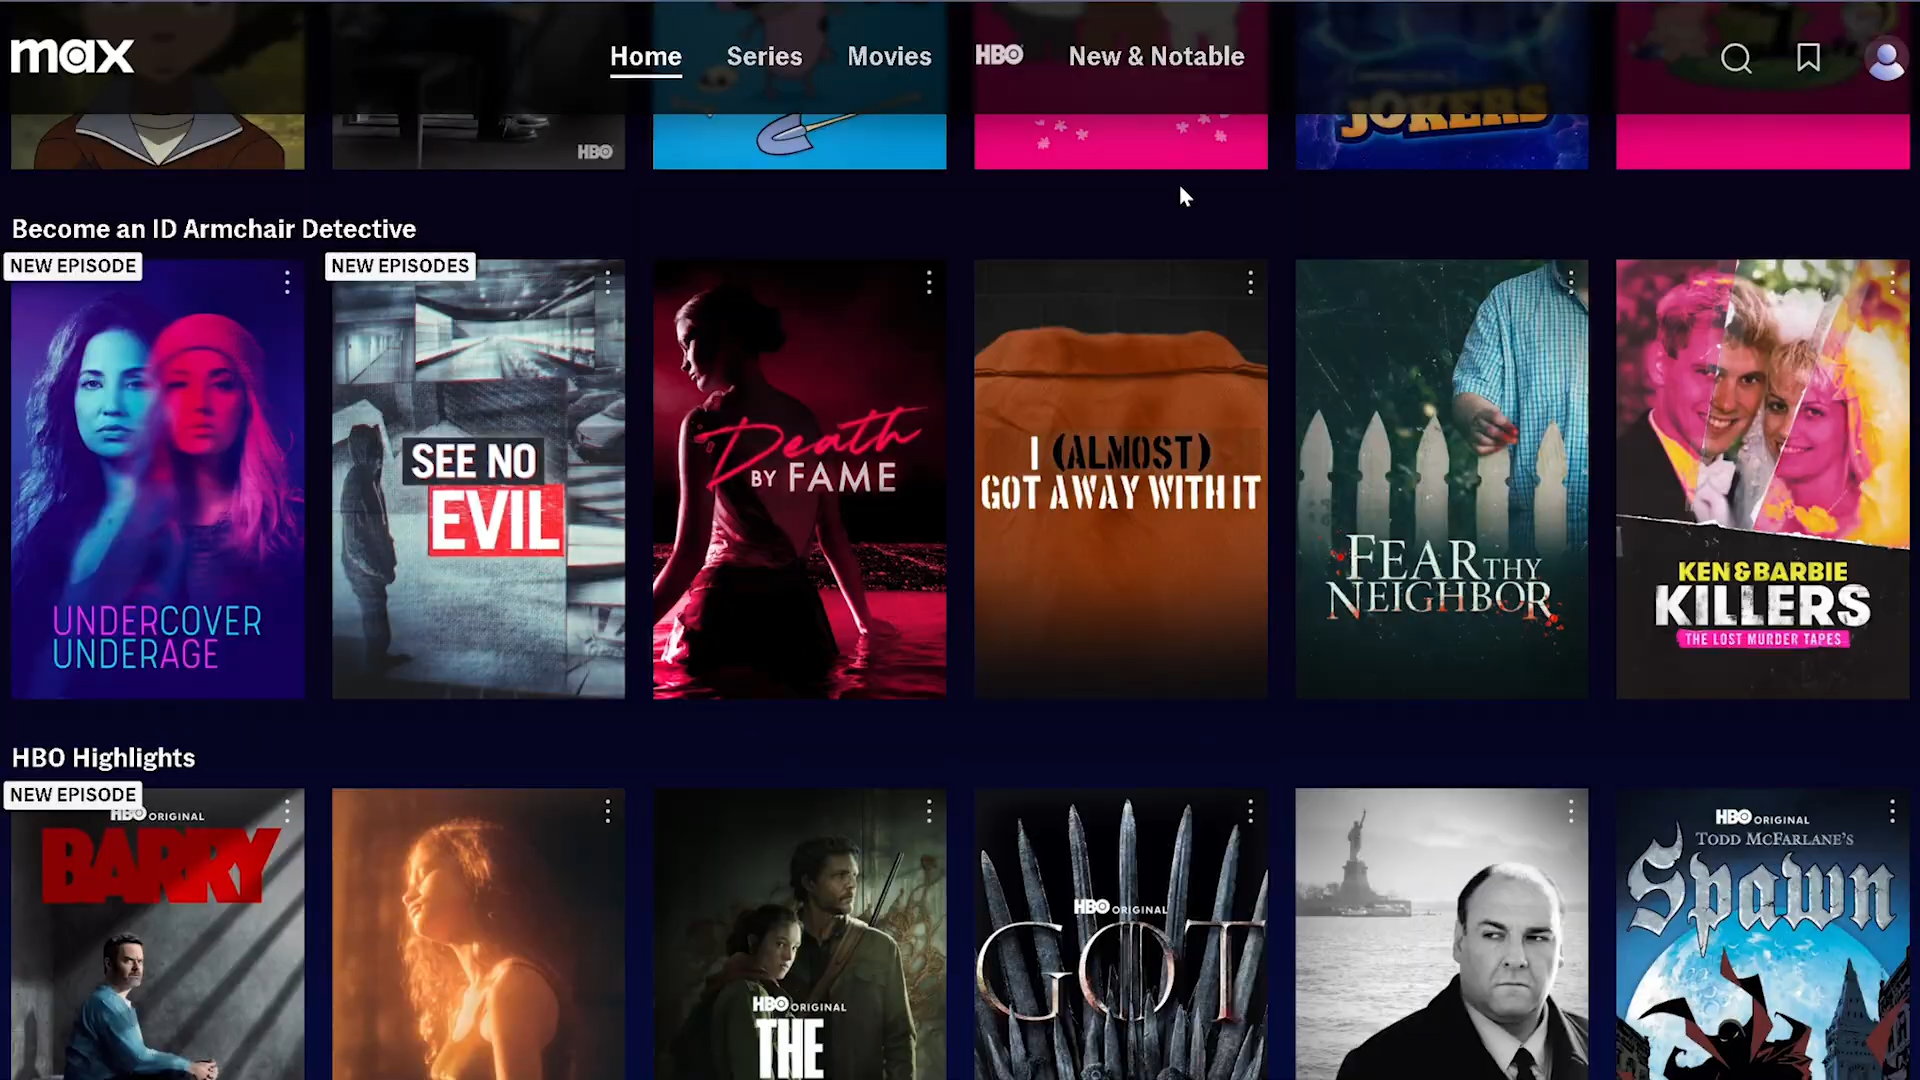 max
Home
Series
Movies
HBO
New & Notable
JOKERS
HBO
Become an ID Armchair Detective
NEW EPISODE
UNDERCOVER
UNDERAGE
NEW EPISODES
SEE NO
EVIL
Death
BY FAME
I (ALMOST)
GOT AWAY WITH IT
FEAR THY
NEIGHBOR
KEN & BARBIE
KILLERS
THE LOST MURDER TAPES
HBO Highlights
NEW EPISODE
HBO ORIGINAL
BARRY
HBO ORIGINAL
THE
HBO ORIGINAL
GOT
HBO ORIGINAL
TODD MCFARLANE'S
Spawn